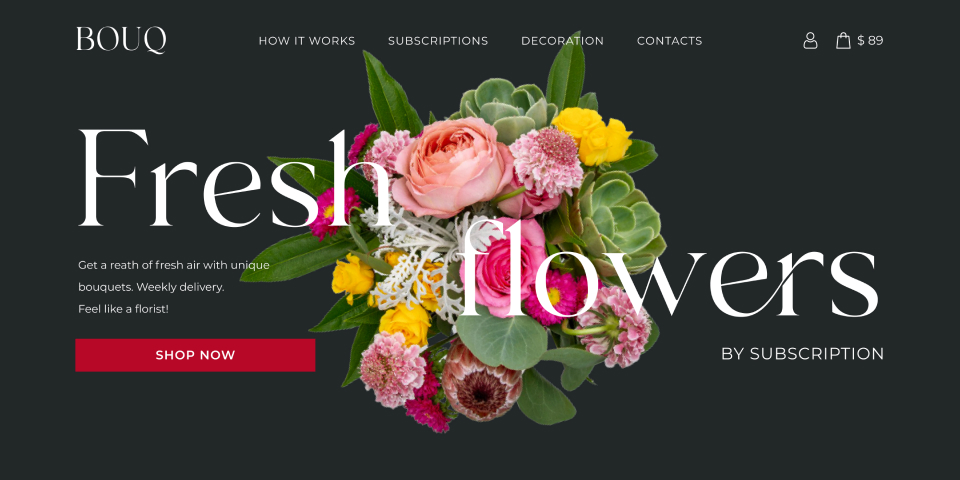 BOUQ
HOW IT WORKS SUBSCRIPTIONS DECORATION CONTACTS $ 89
Fresh
flowers
Get a reath of fresh air with unique
bouquets. Weekly delivery.
Feel like a florist!
SHOP NOW
BY SUBSCRIPTION